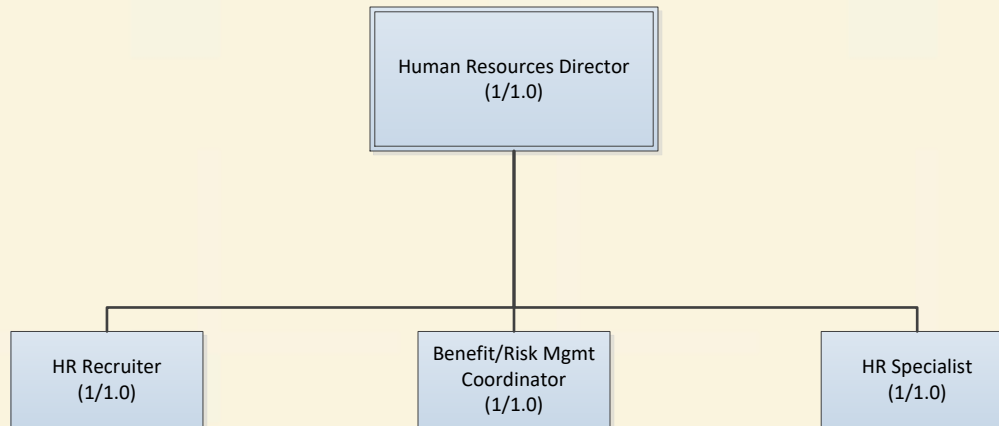 Human Resources Director
(1/1.0)
HR Recruiter
(1/1.0)
Benefit/Risk Mgmt
Coordinator
(1/1.0)
HR Specialist
(1/1.0)